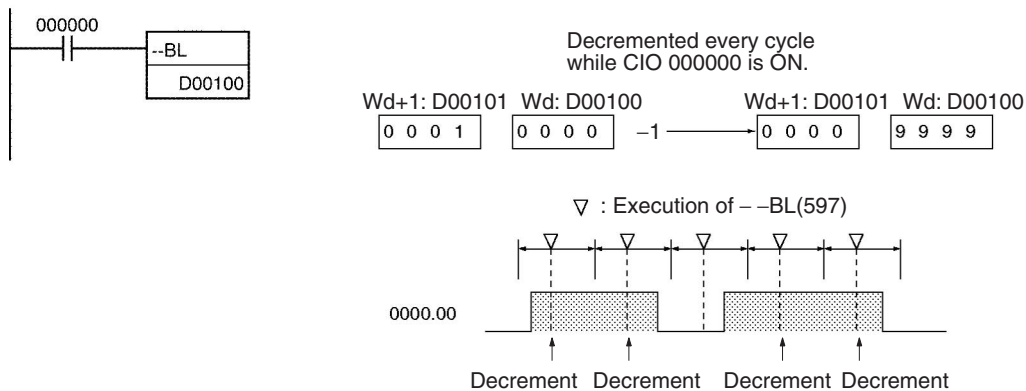 000000
--BL
D00100
Decremented every cycle
while CIO 000000 is ON.
Wd+1: D00101 Wd: D00100 Wd+1: D00101 Wd: D00100
0 0 0 1 0 0 0 0 −1 0 0 0 0 9 9 9 9
: Execution of – –BL(597)
0000.00
Decrement Decrement Decrement Decrement